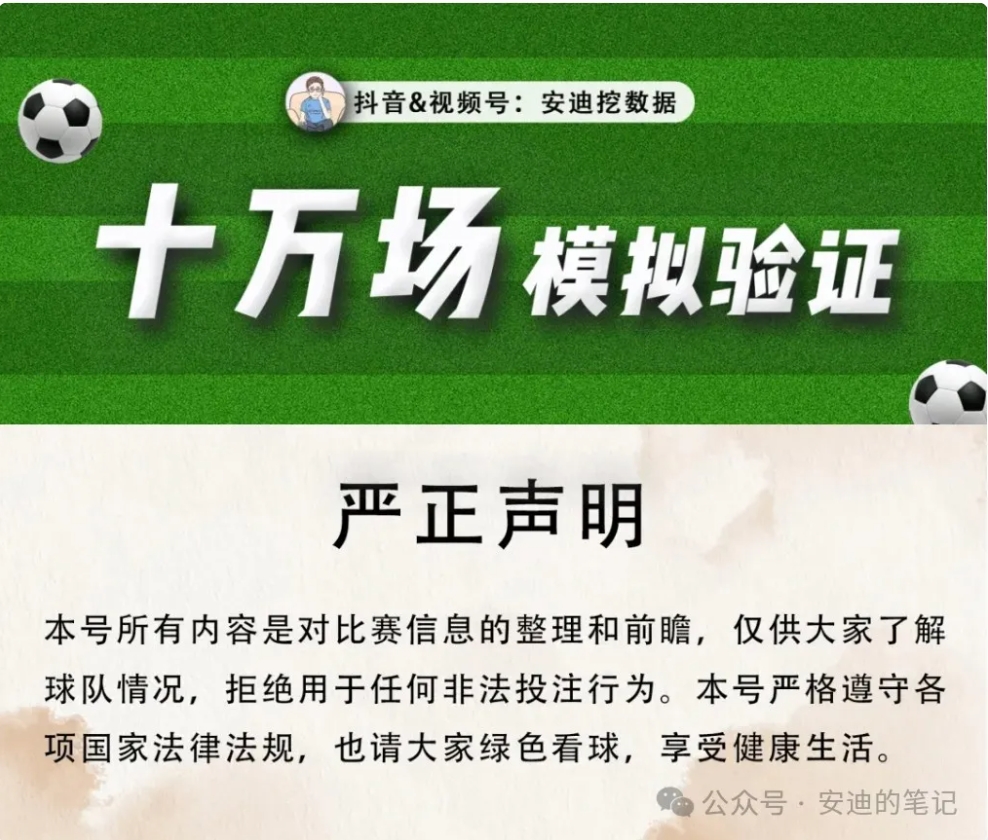 抖音&视频号：安迪挖数据
十万场 模拟验证
严正声明
本号所有内容是对比赛信息的整理和前瞻，仅供大家了解
球队情况，拒绝用于任何非法投注行为。本号严格遵守各
项国家法律法规，也请大家绿色看球，享受健康生活。
公众号 · 安迪的笔记